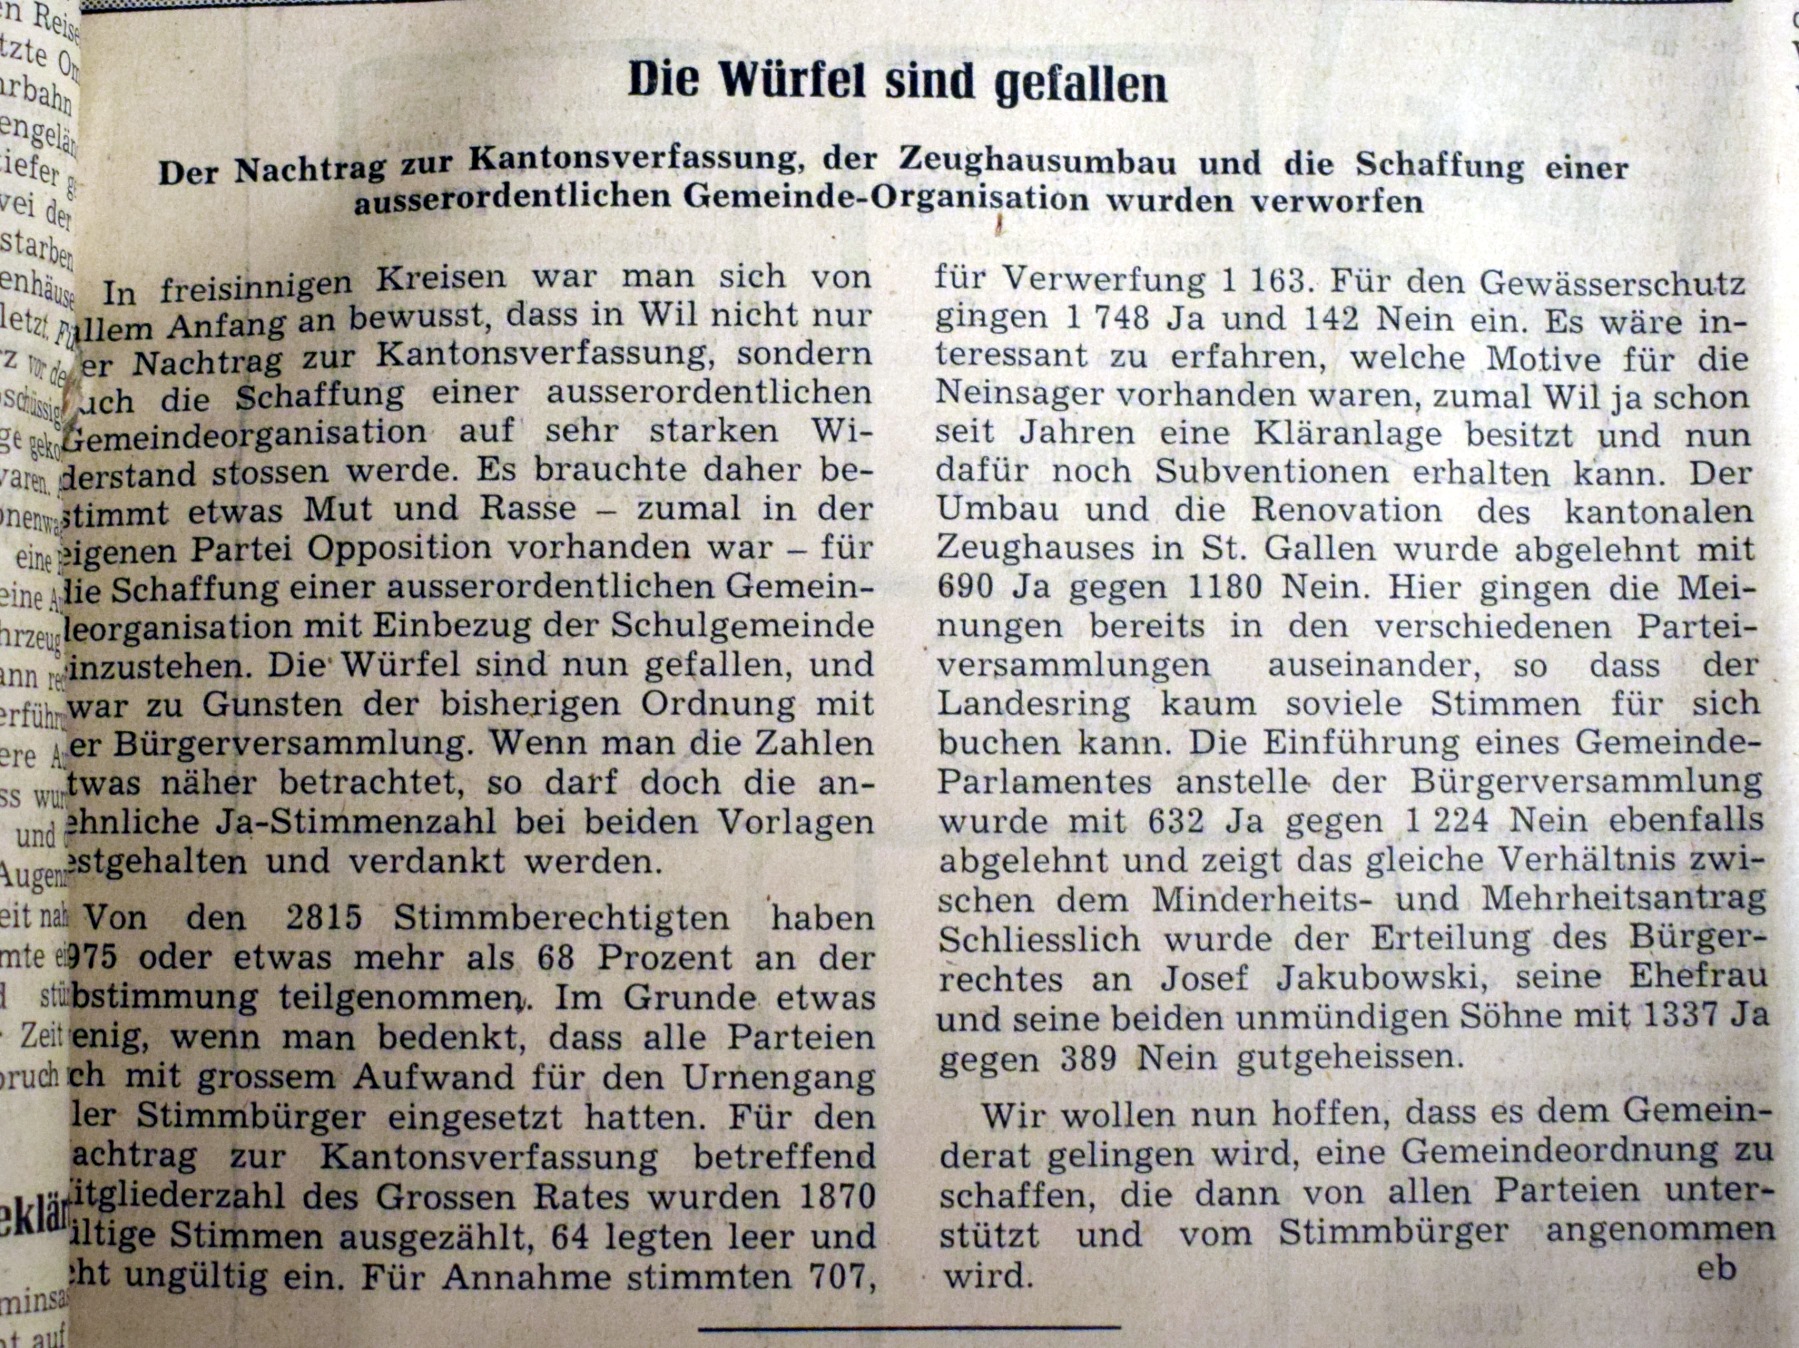 Die Würfel sind gefallen
Der Nachtrag zur Kantonsverfassung, der Zeughausumbau und die Schaffung einer
ausserordentlichen Gemeinde-Organisation wurden verworfen
In freisinnigen Kreisen war man sich von
allem Anfang an bewusst, dass in Wil nicht nur
er Nachtrag zur Kantonsverfassung, sondern
uch die Schaffung einer ausserordentlichen
Gemeindeorganisation auf sehr starken Wi-
derstand stossen werde. Es brauchte daher be-
stimmt etwas Mut und Rasse – zumal in der
eigenen Partei Opposition vorhanden war – für
die Schaffung einer ausserordentlichen Gemein-
deorganisation mit Einbezug der Schulgemeinde
inzustehen. Die Würfel sind nun gefallen, und
war zu Gunsten der bisherigen Ordnung mit
er Bürgerversammlung. Wenn man die Zahlen
twas näher betrachtet, so darf doch die an-
ehnliche Ja-Stimmenzahl bei beiden Vorlagen
estgehalten und verdankt werden.
Von den 2815 Stimmberechtigten haben
975 oder etwas mehr als 68 Prozent an der
bstimmung teilgenommen. Im Grunde etwas
enig, wenn man bedenkt, dass alle Parteien
ch mit grossem Aufwand für den Urnengang
ler Stimmbürger eingesetzt hatten. Für den
achtrag zur Kantonsverfassung betreffend
itgliederzahl des Grossen Rates wurden 1870
ültige Stimmen ausgezählt, 64 legten leer und
cht ungültig ein. Für Annahme stimmten 707,
für Verwerfung 1 163. Für den Gewässerschutz
gingen 1 748 Ja und 142 Nein ein. Es wäre in-
teressant zu erfahren, welche Motive für die
Neinsager vorhanden waren, zumal Wil ja schon
seit Jahren eine Kläranlage besitzt und nun
dafür noch Subventionen erhalten kann. Der
Umbau und die Renovation des kantonalen
Zeughauses in St. Gallen wurde abgelehnt mit
690 Ja gegen 1180 Nein. Hier gingen die Mei-
nungen bereits in den verschiedenen Partei-
versammlungen auseinander, so dass der
Landesring kaum soviele Stimmen für sich
buchen kann. Die Einführung eines Gemeinde-
Parlamentes anstelle der Bürgerversammlung
wurde mit 632 Ja gegen 1 224 Nein ebenfalls
abgelehnt und zeigt das gleiche Verhältnis zwi-
schen dem Minderheits- und Mehrheitsantrag
Schliesslich wurde der Erteilung des Bürger-
rechtes an Josef Jakubowski, seine Ehefrau
und seine beiden unmündigen Söhne mit 1337 Ja
gegen 389 Nein gutgeheissen.
Wir wollen nun hoffen, dass es dem Gemein-
derat gelingen wird, eine Gemeindeordnung zu
schaffen, die dann von allen Parteien unter-
stützt und vom Stimmbürger angenommen
wird.
eb